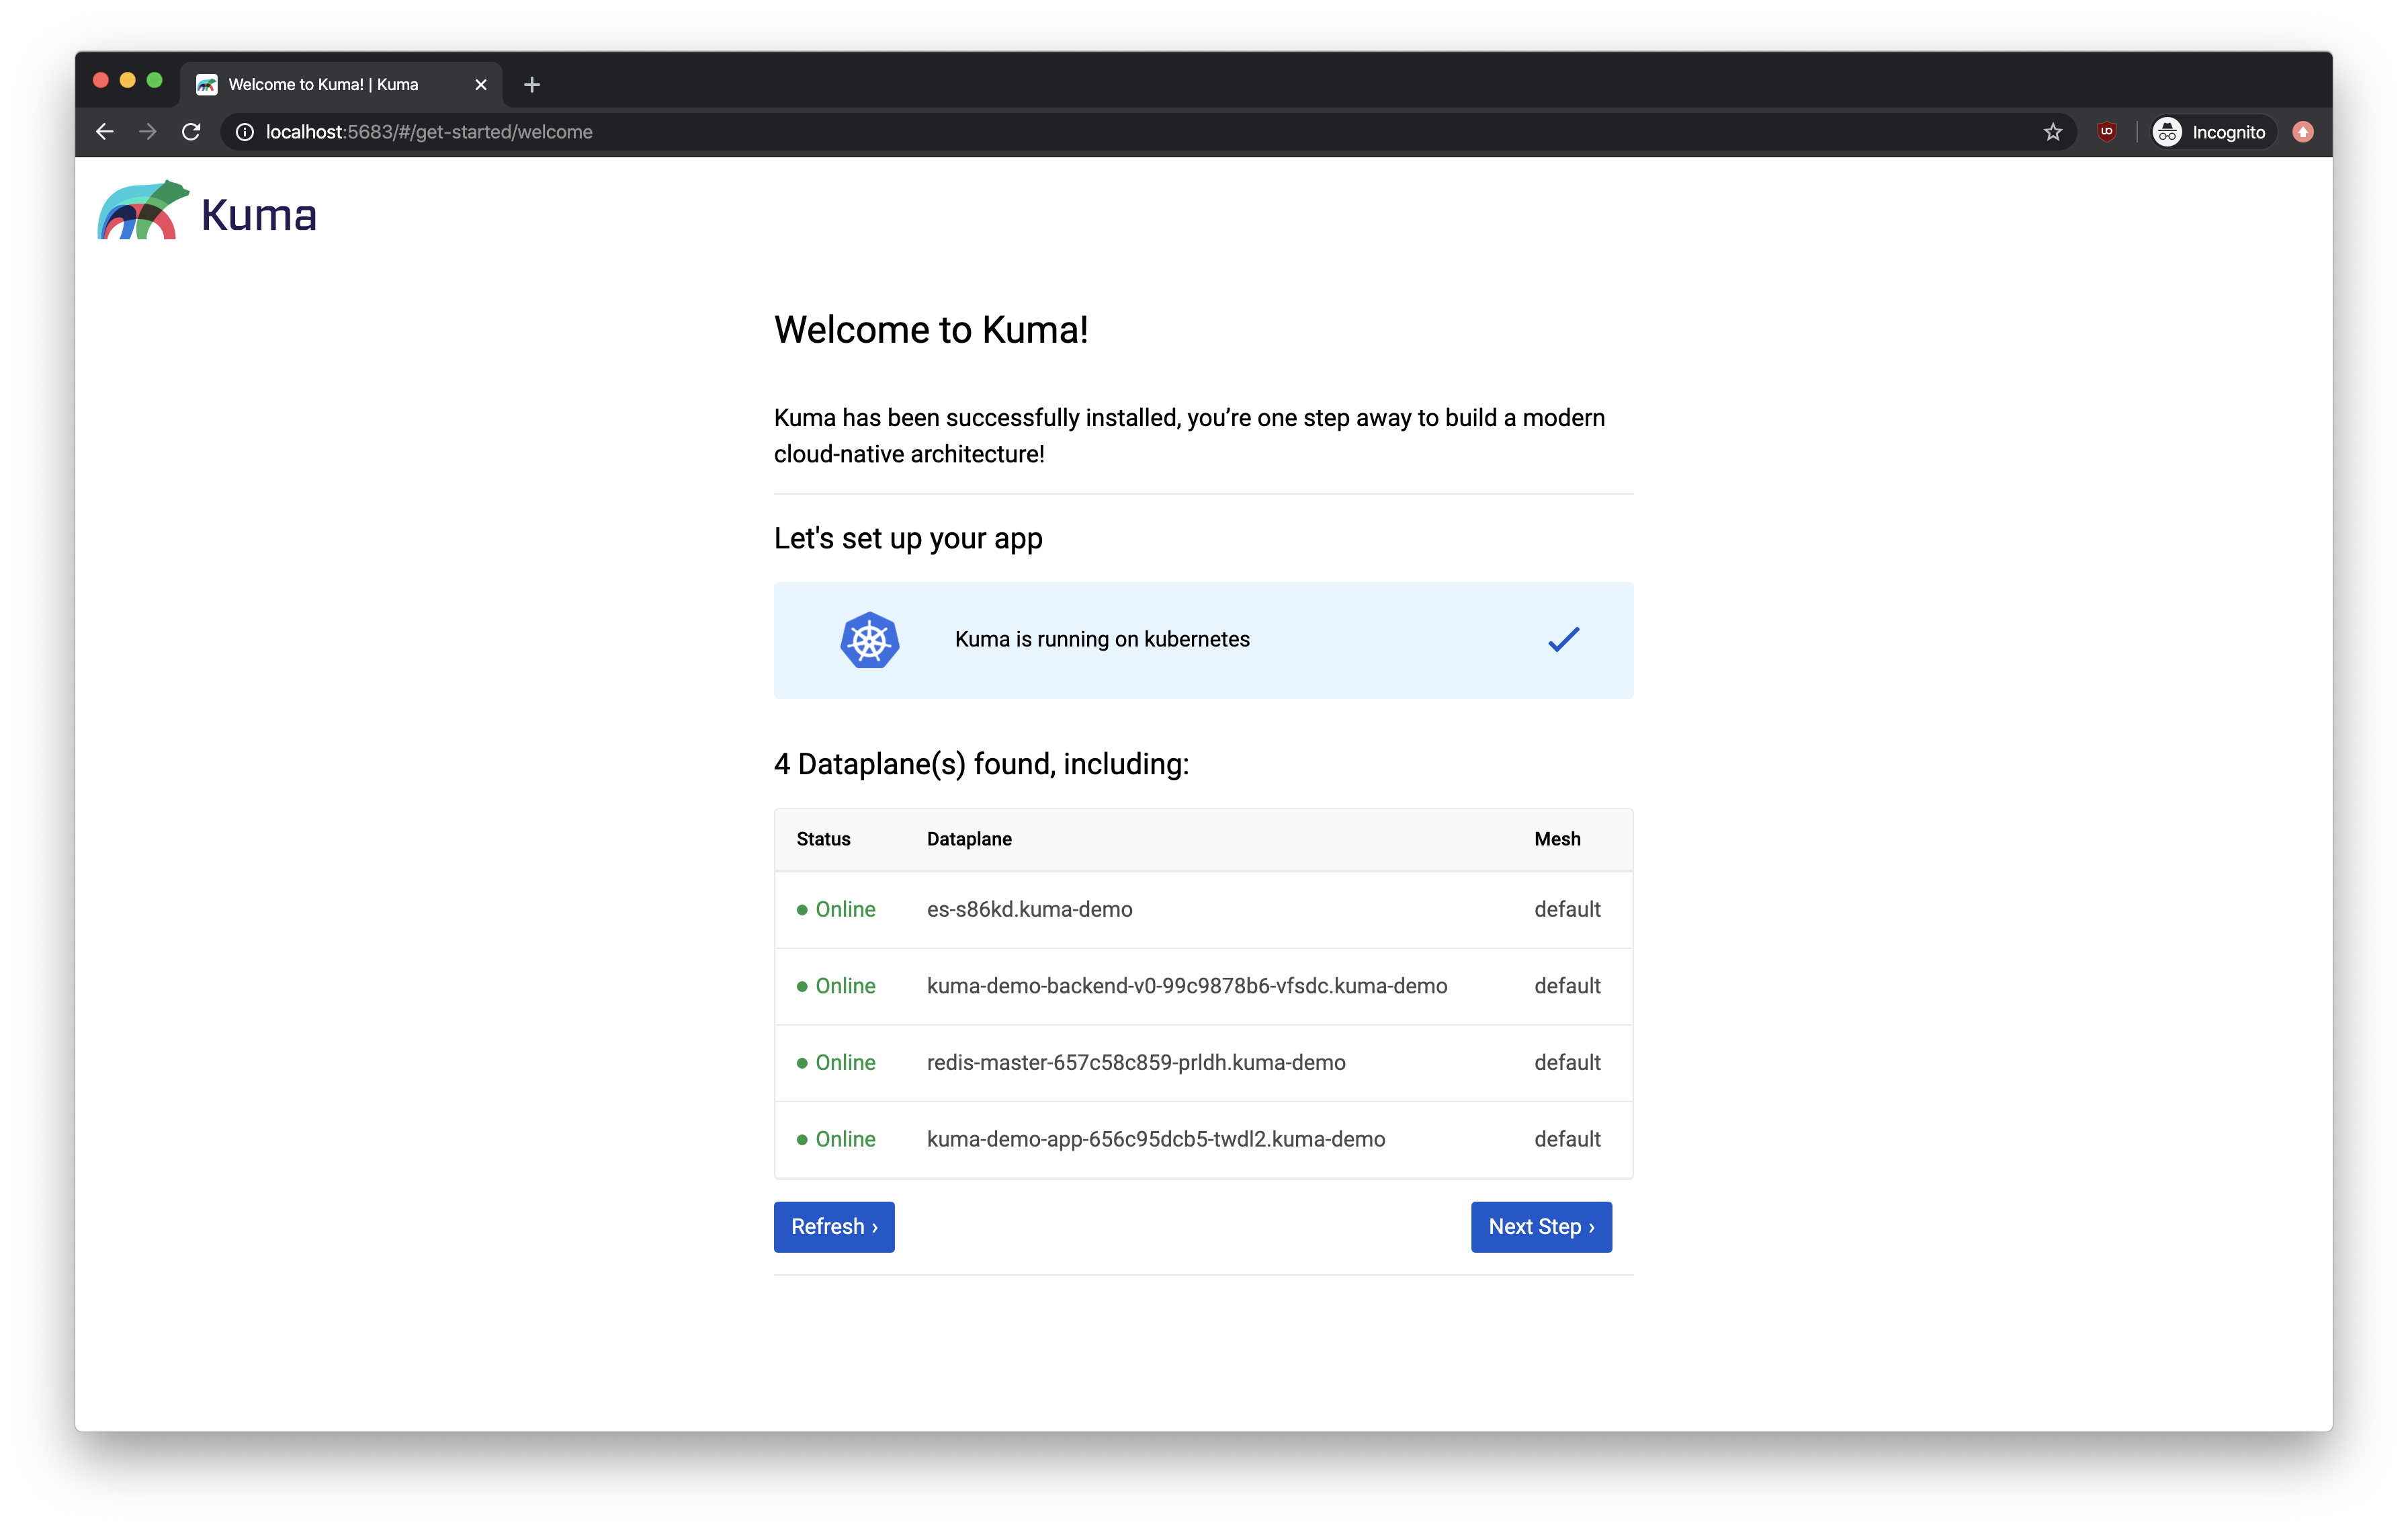 Welcome to Kuma! | Kuma
localhost:5683/#/get-started/welcome
UD
Incognito
Kuma
Welcome to Kuma!
Kuma has been successfully installed, you’re one step away to build a modern
cloud-native architecture!
Let's set up your app
Kuma is running on kubernetes
4 Dataplane(s) found, including:
Status Dataplane Mesh
Online es-s86kd.kuma-demo default
Online kuma-demo-backend-v0-99c9878b6-vfsdc.kuma-demo default
Online redis-master-657c58c859-prldh.kuma-demo default
Online kuma-demo-app-656c95dcb5-twdl2.kuma-demo default
Refresh ›
Next Step ›